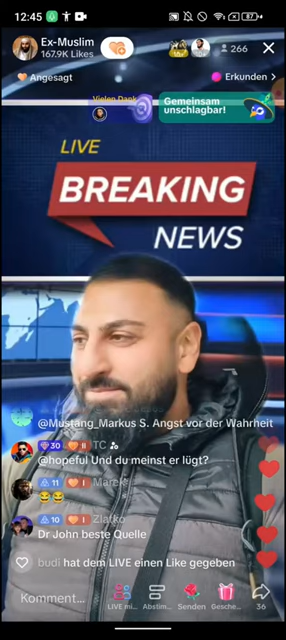 12:45
87
Ex-Muslim
167.9K Likes
266
Angesagt
Erkunden >
Vielen Dank
Gemeinsam
unschlagbar!
LIVE
BREAKING
NEWS
@Mustang_Markus S. Angst vor der Wahrheit
30 II TC
@hopeful Und du meinst er lügt?
11 I Marek
😂😂
10 I Zlatko
Dr John beste Quelle
budi hat dem LIVE einen Like gegeben
Komment...
LIVE mi...
Abstim...
Senden
Gesche...
36